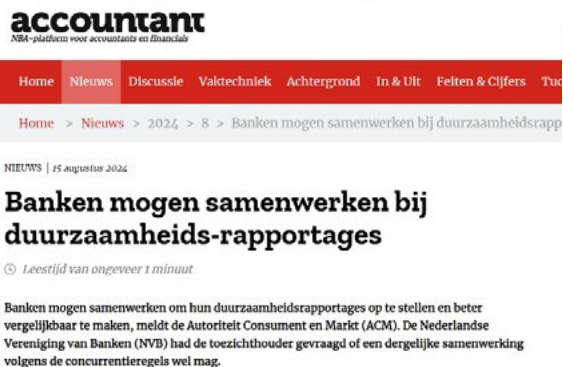 accountant
NBA-platform voor accountants en financials
Home Nieuws Discussie Vaktechniek Achtergrond In & Uit Feiten & Cijfers Tuc
Home > Nieuws > 2024 > 8 > Banken mogen samenwerken bij duurzaamheidsrapp
NIEUWS | 15 augustus 2024
Banken mogen samenwerken bij
duurzaamheids-rapportages
Leestijd van ongeveer 1 minuut
Banken mogen samenwerken om hun duurzaamheidsrapportages op te stellen en beter
vergelijkbaar te maken, meldt de Autoriteit Consument en Markt (ACM). De Nederlandse
Vereniging van Banken (NVB) had de toezichthouder gevraagd of een dergelijke samenwerking
volgens de concurrentieregels wel mag.